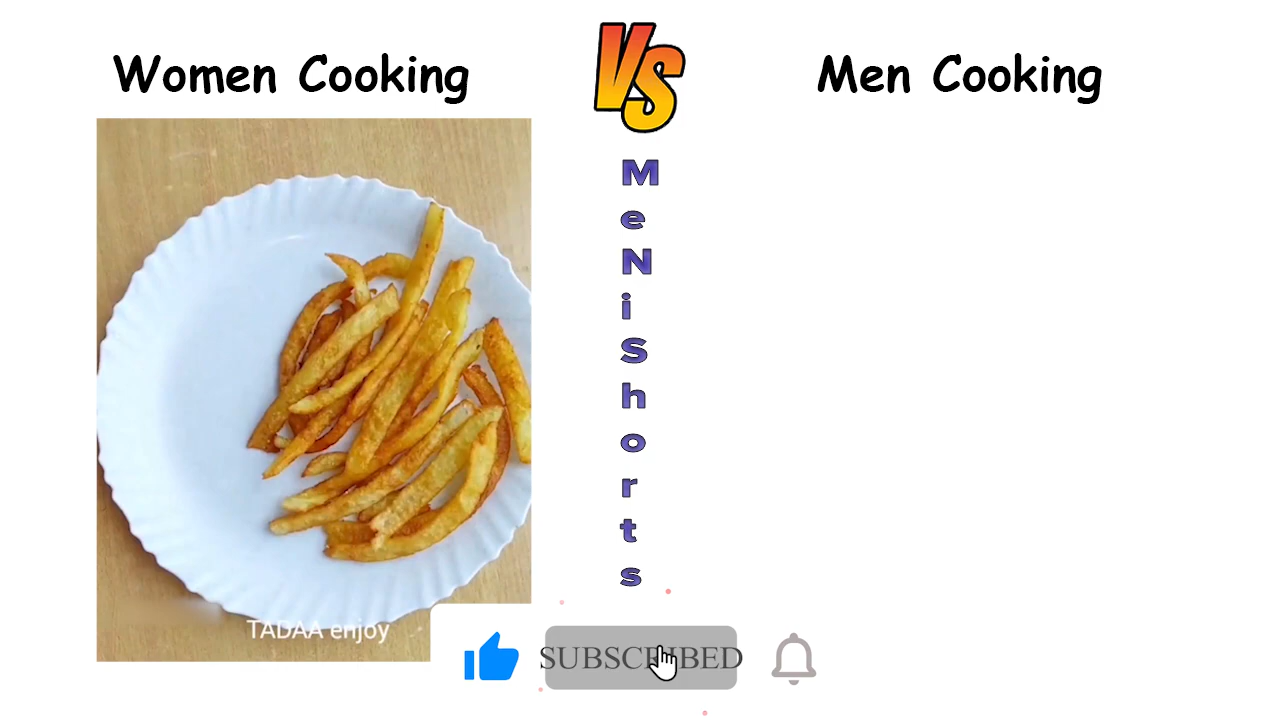 Women Cooking
VS
Men Cooking
MeNiShorts
TADAA enjoy
SUBSCRIBED